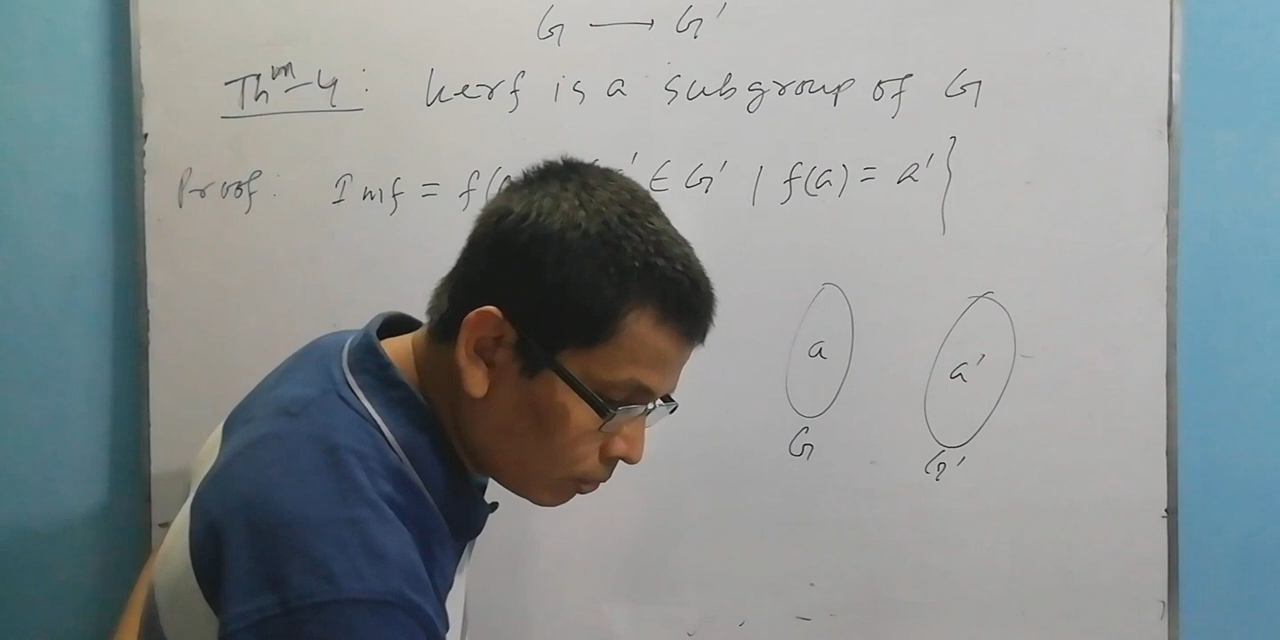 G → G'
Thm-4: kerf is a subgroup of G
Proof: Imf = f( ' ∈ G' | f(a) = a' }
a a'
G G'